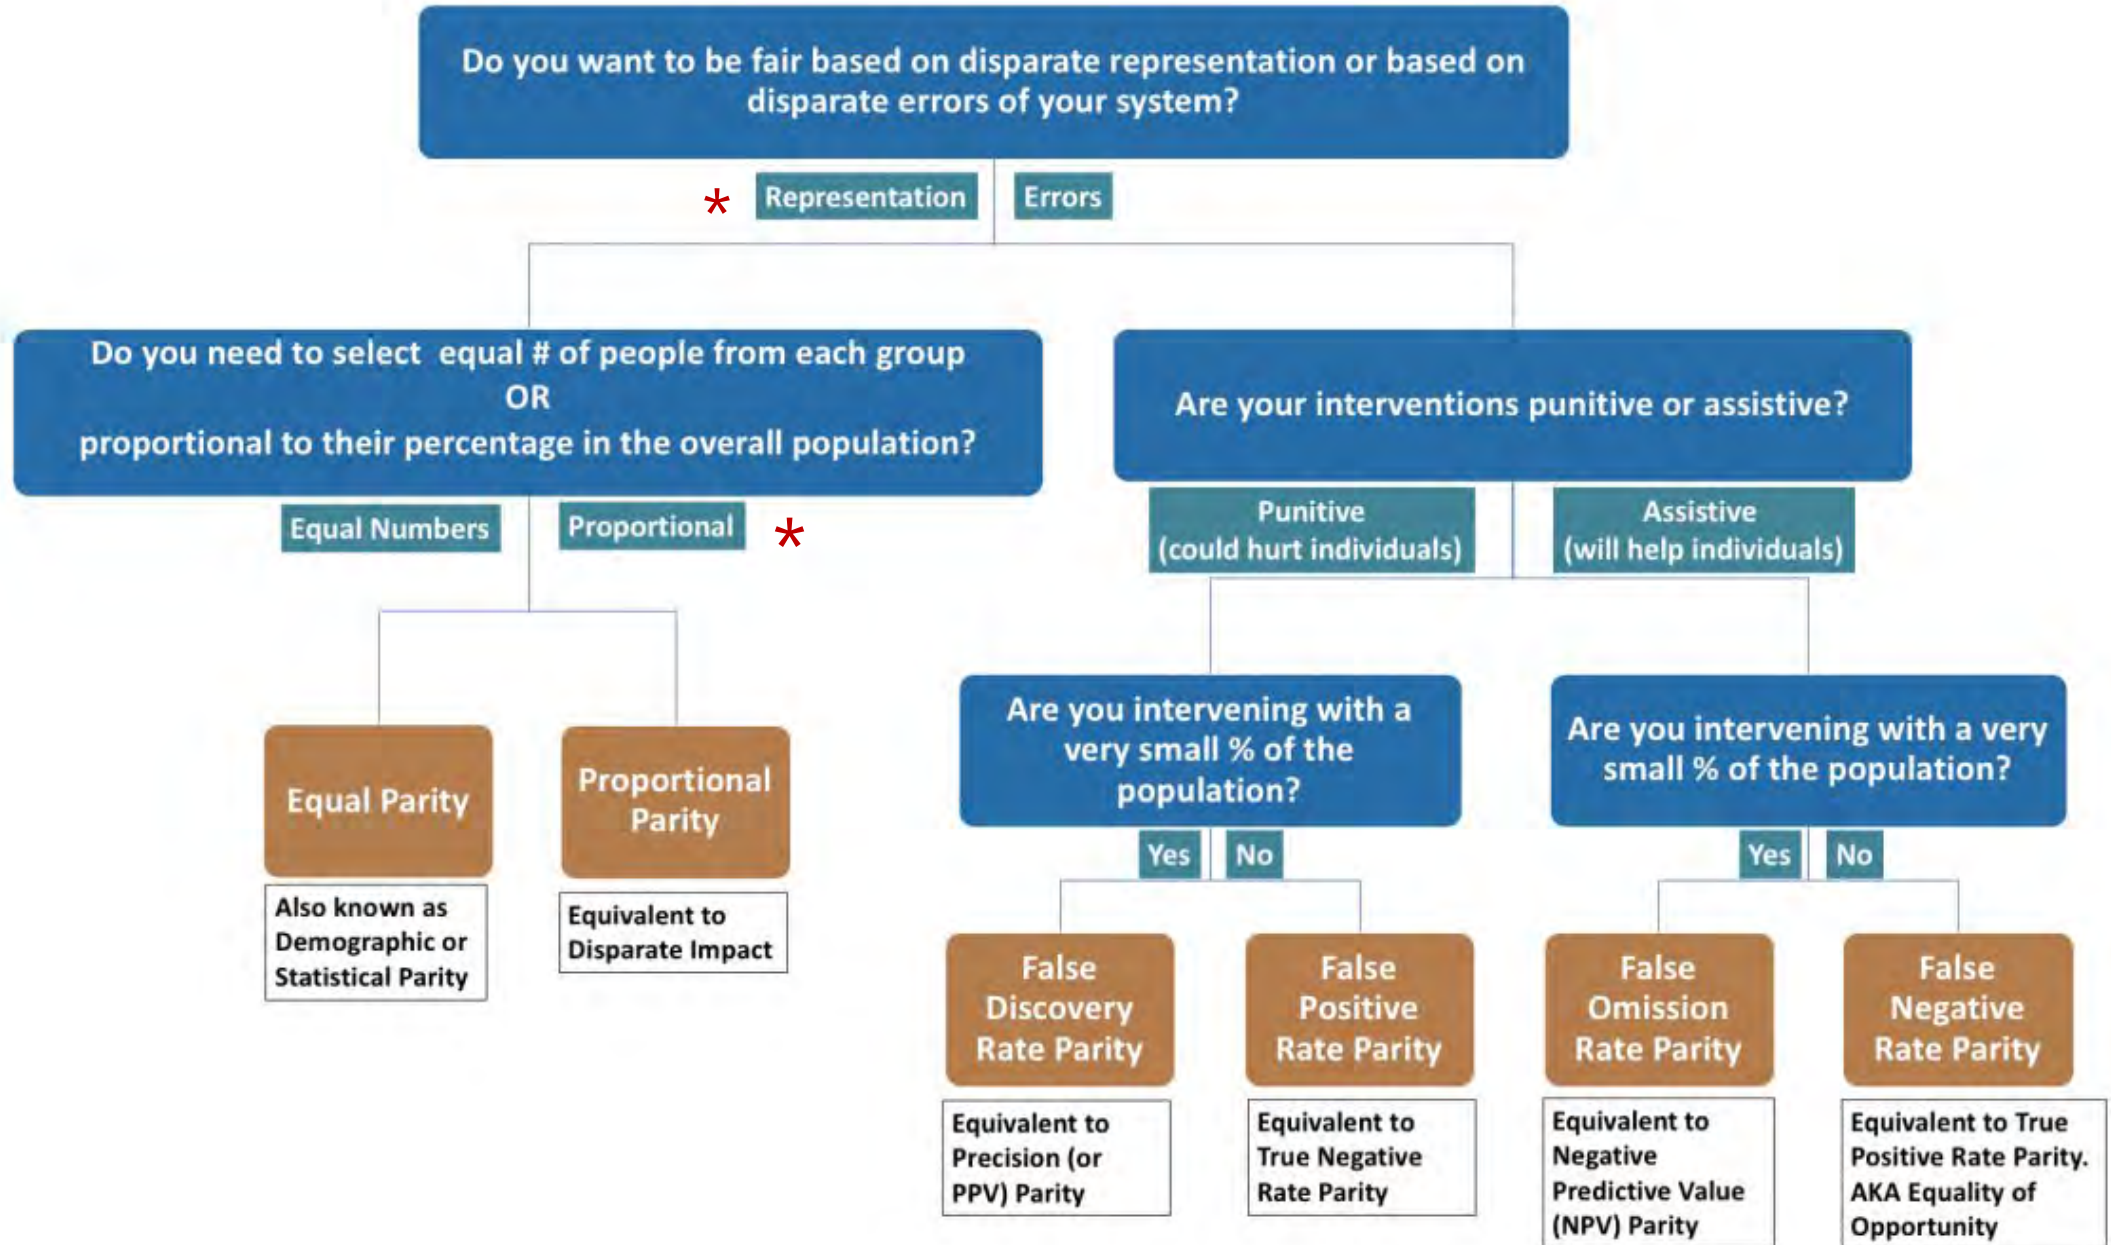 Do you want to be fair based on disparate representation or based on
disparate errors of your system?
* Representation
Errors
Do you need to select equal # of people from each group
OR
proportional to their percentage in the overall population?
Are your interventions punitive or assistive?
Equal Numbers
Proportional *
Punitive
(could hurt individuals)
Assistive
(will help individuals)
Equal Parity
Proportional
Parity
Also known as
Demographic or
Statistical Parity
Equivalent to
Disparate Impact
Are you intervening with a
very small % of the
population?
Are you intervening with a very
small % of the population?
Yes
No
Yes
No
False
Discovery
Rate Parity
False
Positive
Rate Parity
False
Omission
Rate Parity
False
Negative
Rate Parity
Equivalent to
Precision (or
PPV) Parity
Equivalent to
True Negative
Rate Parity
Equivalent to
Negative
Predictive Value
(NPV) Parity
Equivalent to True
Positive Rate Parity.
AKA Equality of
Opportunity